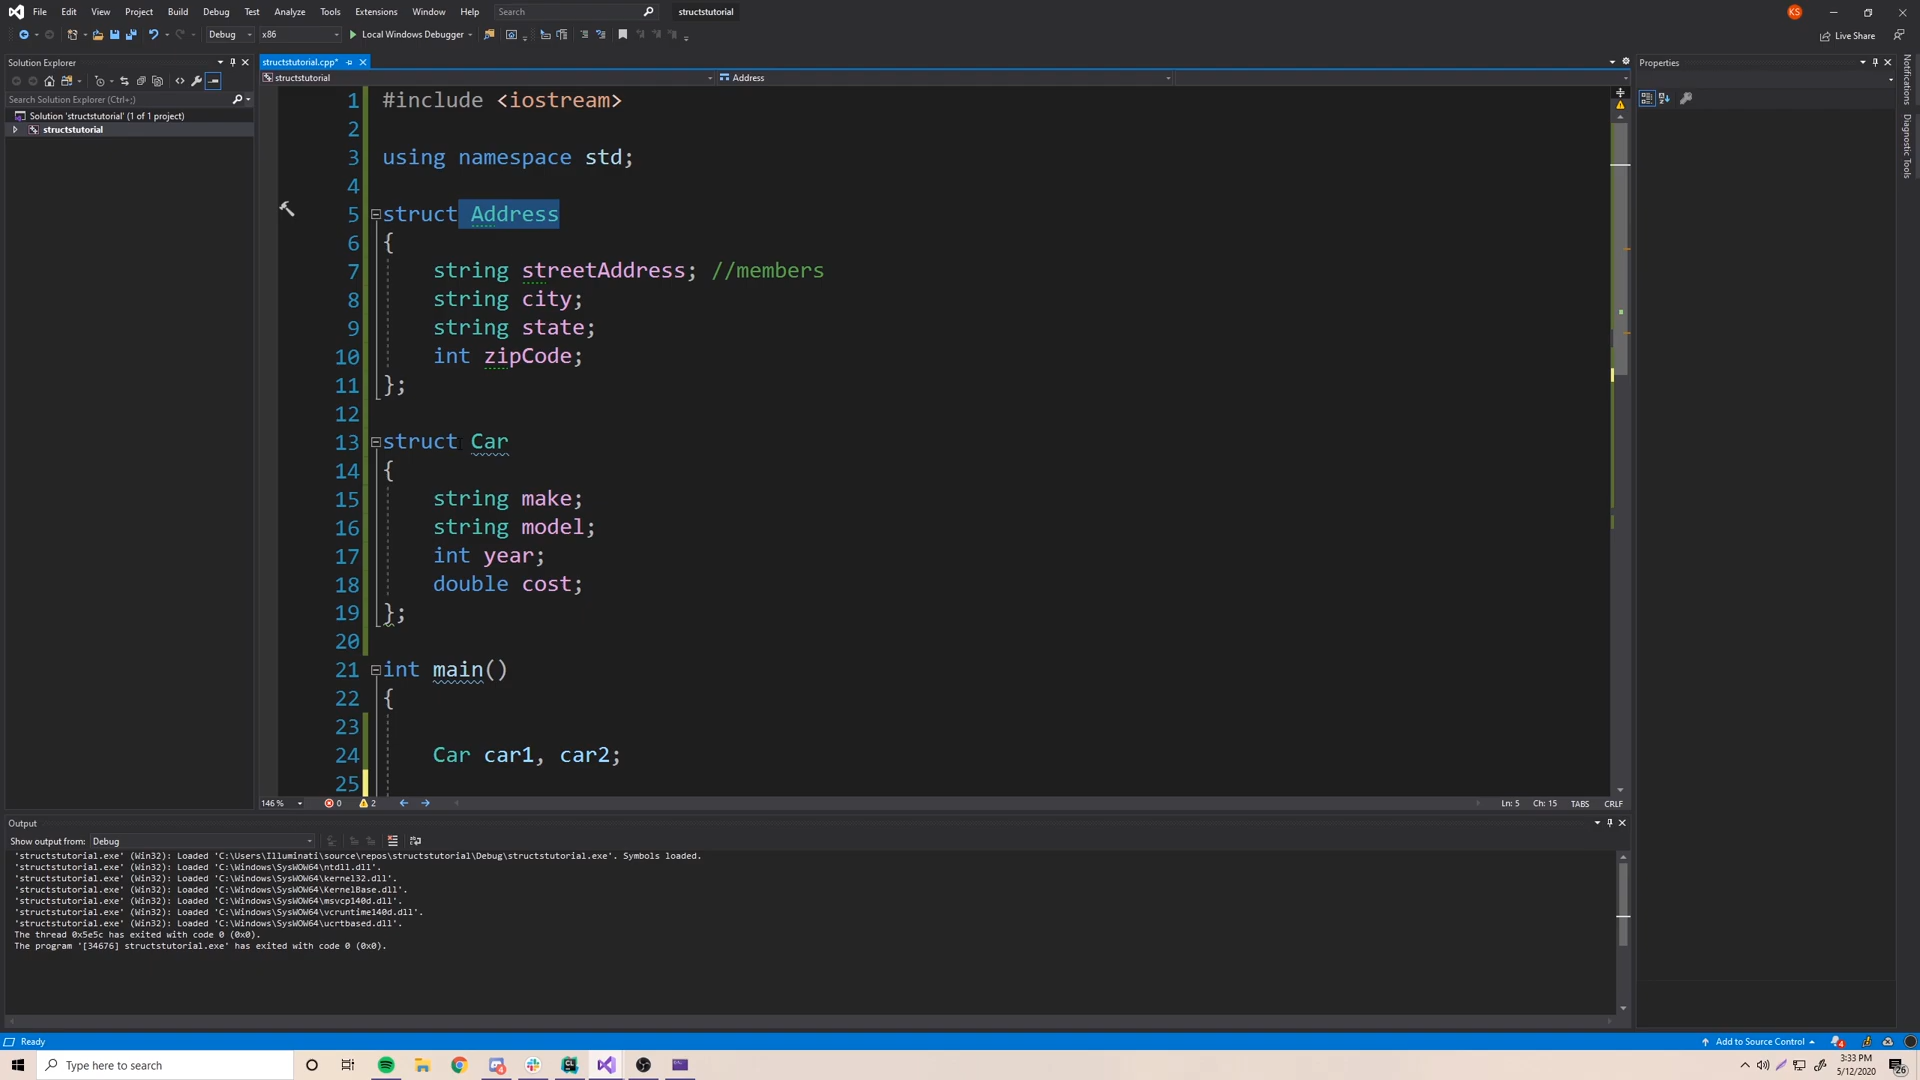 File Edit View Project Build Debug Test Analyze Tools Extensions Window Help Search structstutorial KS
Debug x86 Local Windows Debugger Live Share
Solution Explorer
Search Solution Explorer (Ctrl+;)
Solution 'structstutorial' (1 of 1 project)
structstutorial
structstutorial.cpp*
structstutorial Address
1 #include <iostream>
2
3 using namespace std;
4
5 struct Address
6 {
7 string streetAddress; //members
8 string city;
9 string state;
10 int zipCode;
11 };
12
13 struct Car
14 {
15 string make;
16 string model;
17 int year;
18 double cost;
19 };
20
21 int main()
22 {
23
24 Car car1, car2;
25
146 % 0 2 Ln: 5 Ch: 15 TABS CRLF
Properties
Notifications
Diagnostic Tools
Output
Show output from: Debug
'structstutorial.exe' (Win32): Loaded 'C:\Users\Illuminati\source\repos\structstutorial\Debug\structstutorial.exe'. Symbols loaded.
'structstutorial.exe' (Win32): Loaded 'C:\Windows\SysWOW64\ntdll.dll'.
'structstutorial.exe' (Win32): Loaded 'C:\Windows\SysWOW64\kernel32.dll'.
'structstutorial.exe' (Win32): Loaded 'C:\Windows\SysWOW64\KernelBase.dll'.
'structstutorial.exe' (Win32): Loaded 'C:\Windows\SysWOW64\msvcp140d.dll'.
'structstutorial.exe' (Win32): Loaded 'C:\Windows\SysWOW64\vcruntime140d.dll'.
'structstutorial.exe' (Win32): Loaded 'C:\Windows\SysWOW64\ucrtbased.dll'.
The thread 0x5e5c has exited with code 0 (0x0).
The program '[34676] structstutorial.exe' has exited with code 0 (0x0).
Ready Add to Source Control 4
Type here to search
3:33 PM
5/12/2020
26